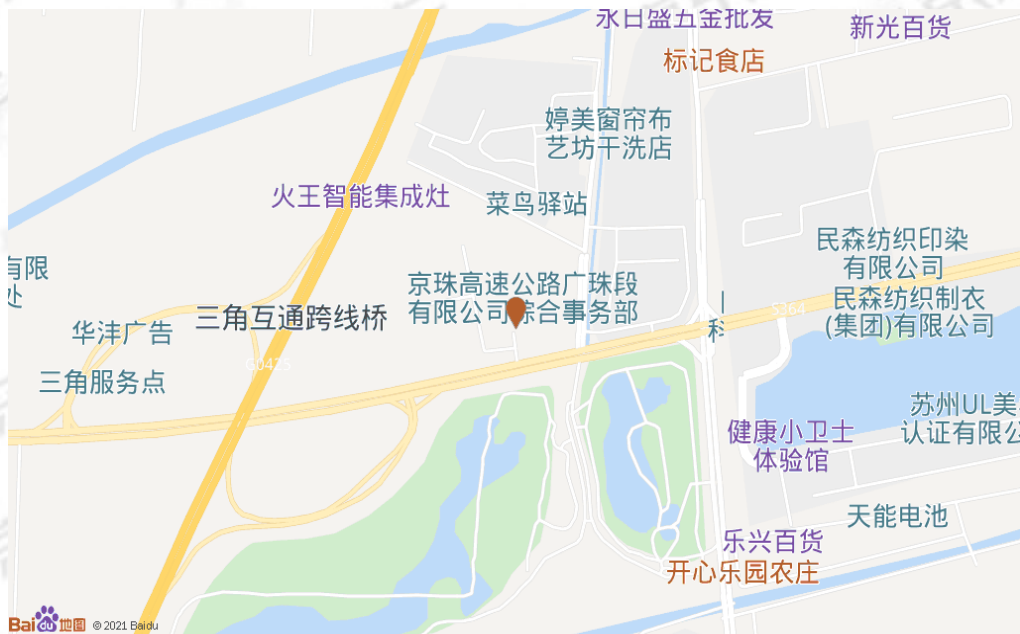 永日盛五金批发
新光百货
标记食店
婷美窗帘布
艺坊干洗店
火王智能集成灶
菜鸟驿站
民森纺织印染
有限公司
有限
处
京珠高速公路广珠段
有限公司综合事务部
民森纺织制衣
(集团)有限公司
S364
三角互通跨线桥
华沣广告
科
G0425
三角服务点
苏州UL美
认证有限公
健康小卫士
体验馆
天能电池
乐兴百货
开心乐园农庄
Bai du 地图 © 2021 Baidu